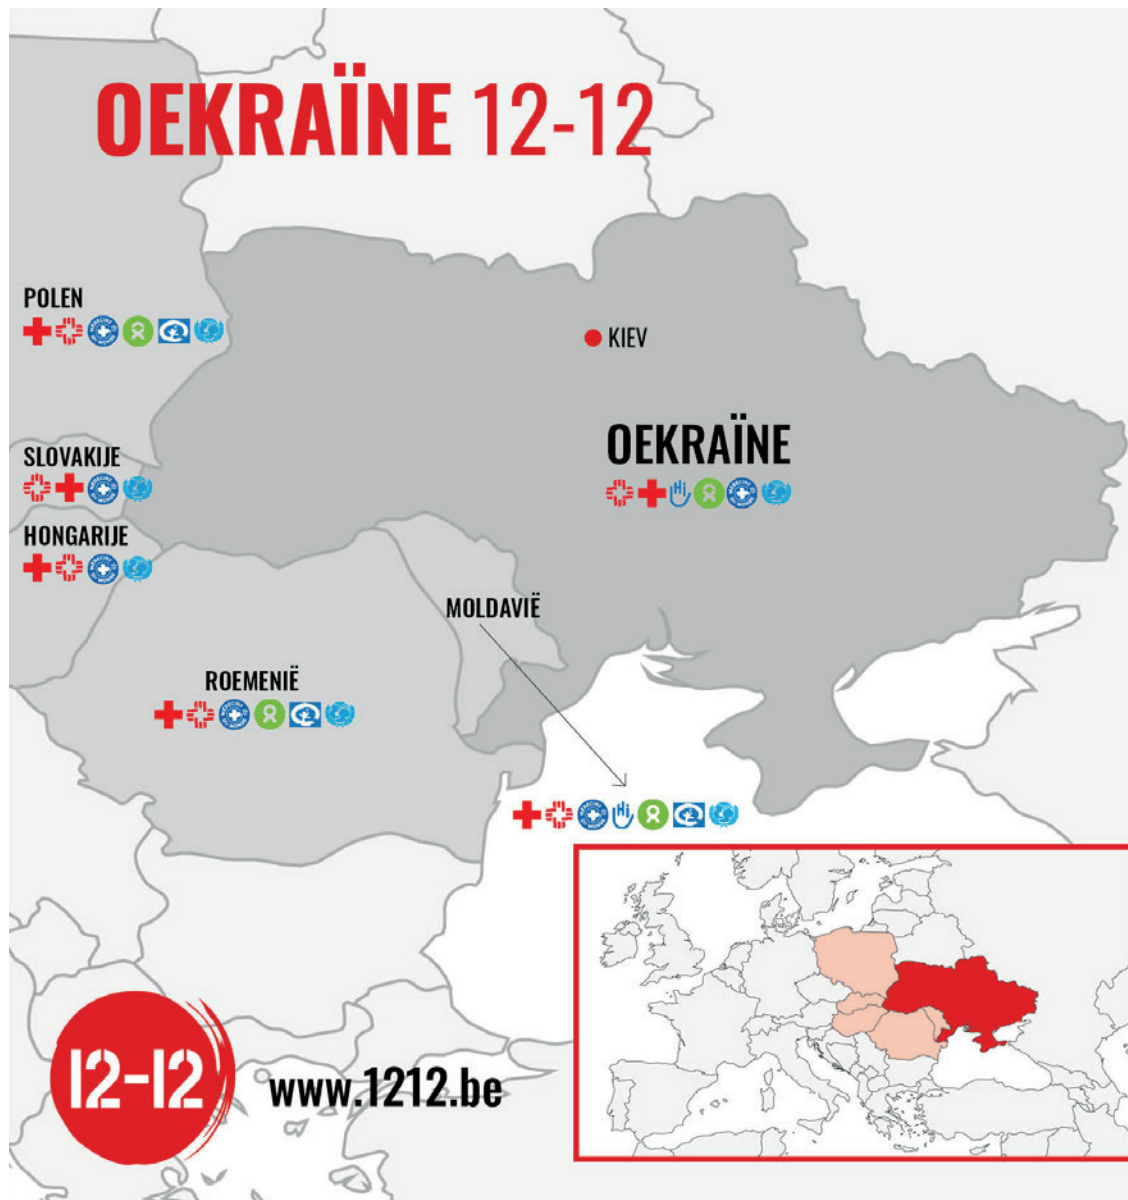 OEKRAÏNE 12-12
POLEN
KIEV
OEKRAÏNE
SLOVAKIJE
HONGARIJE
MOLDAVIË
ROEMENIË
12-12
www.1212.be